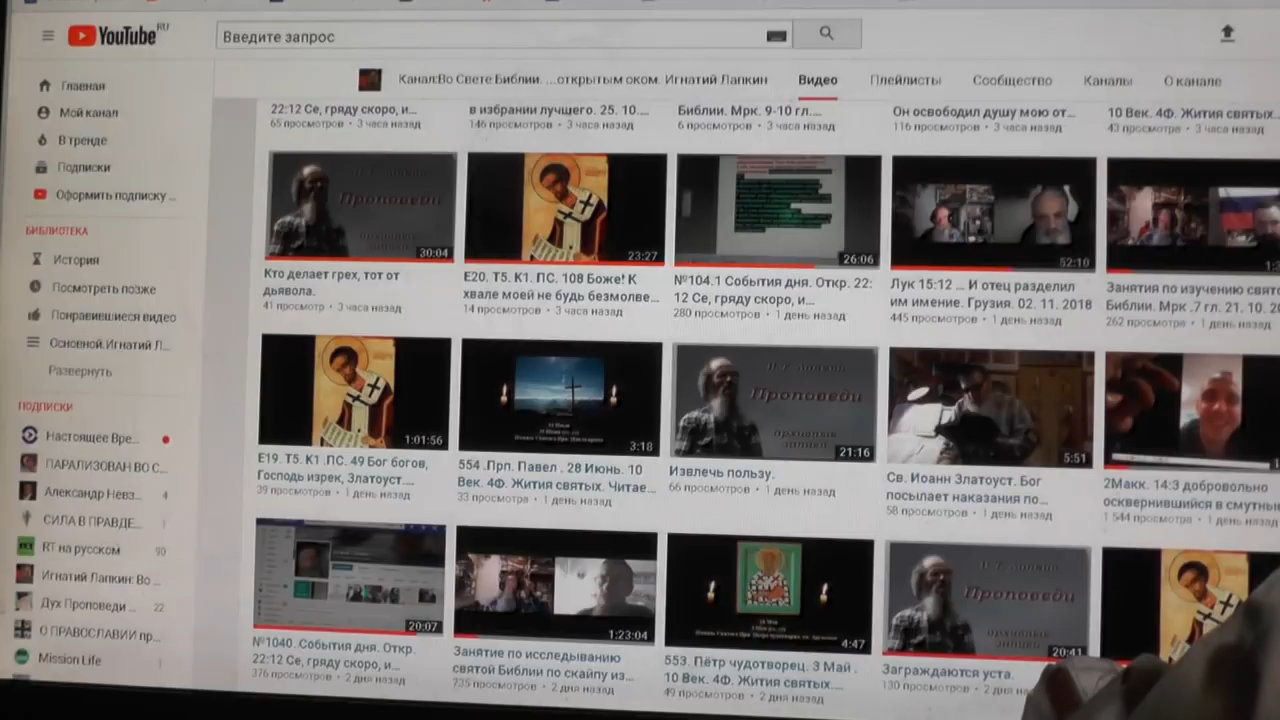 YouTube RU
Введите запрос
Канал:Во Свете Библии. ...открытым оком. Игнатий Лапкин
Видео
Плейлисты
Сообщество
Каналы
О канале
Главная
Мой канал
В тренде
Подписки
Оформить подписку ...
БИБЛИОТЕКА
История
Посмотреть позже
Понравившиеся видео
Основной.Игнатий Л...
Развернуть
ПОДПИСКИ
Настоящее Вре...
ПАРАЛИЗОВАН ВО С...
Александр Невз... 4
СИЛА В ПРАВДЕ... 1
RT на русском 90
Игнатий Лапкин: Во ...
Дух Проповеди ... 22
О ПРАВОСЛАВИИ пр...
Mission Life 1
22:12 Се, гряду скоро, и...
65 просмотров • 3 часа назад
в избрании лучшего. 25. 10....
146 просмотров • 3 часа назад
Библии. Мрк. 9-10 гл....
6 просмотров • 3 часа назад
Он освободил душу мою от...
116 просмотров • 3 часа назад
10 Век. 4Ф. Жития святых.
43 просмотра • 3 часа назад
Проповеди
30:04
Кто делает грех, тот от
дьявола.
41 просмотр • 3 часа назад
23:27
Е20. Т5. К1. ПС. 108 Боже! К
хвале моей не будь безмолве...
14 просмотров • 3 часа назад
26:06
№104.1 События дня. Откр. 22:
12 Се, гряду скоро, и...
280 просмотров • 1 день назад
52:10
Лук 15:12 ... И отец разделил
им имение. Грузия. 02. 11. 2018
445 просмотров • 1 день назад
Занятия по изучению свято
Библии. Мрк .7 гл. 21. 10. 20
262 просмотра • 1 день назад
1:01:56
Е19. Т5. К1 .ПС. 49 Бог богов,
Господь изрек, Златоуст....
39 просмотров • 1 день назад
3:18
554 .Прп. Павел . 28 Июнь. 10
Век. 4Ф. Жития святых. Читае...
33 просмотра • 1 день назад
Проповеди
архивные
записи
21:16
Извлечь пользу.
66 просмотров • 1 день назад
5:51
Св. Иоанн Златоуст. Бог
посылает наказания по...
58 просмотров • 1 день назад
2Макк. 14:3 добровольно
осквернившийся в смутные
1 544 просмотра • 1 день назад
20:07
№1040. События дня. Откр.
22:12 Се, гряду скоро, и...
376 просмотров • 2 дня назад
1:23:04
Занятие по исследыванию
святой Библии по скайпу из...
735 просмотров • 2 дня назад
4:47
553. Пётр чудотворец. 3 Май .
10 Век. 4Ф. Жития святых....
49 просмотров • 2 дня назад
Проповеди
архивные
20:41
Заграждаются уста.
130 просмотров • 2 дня на